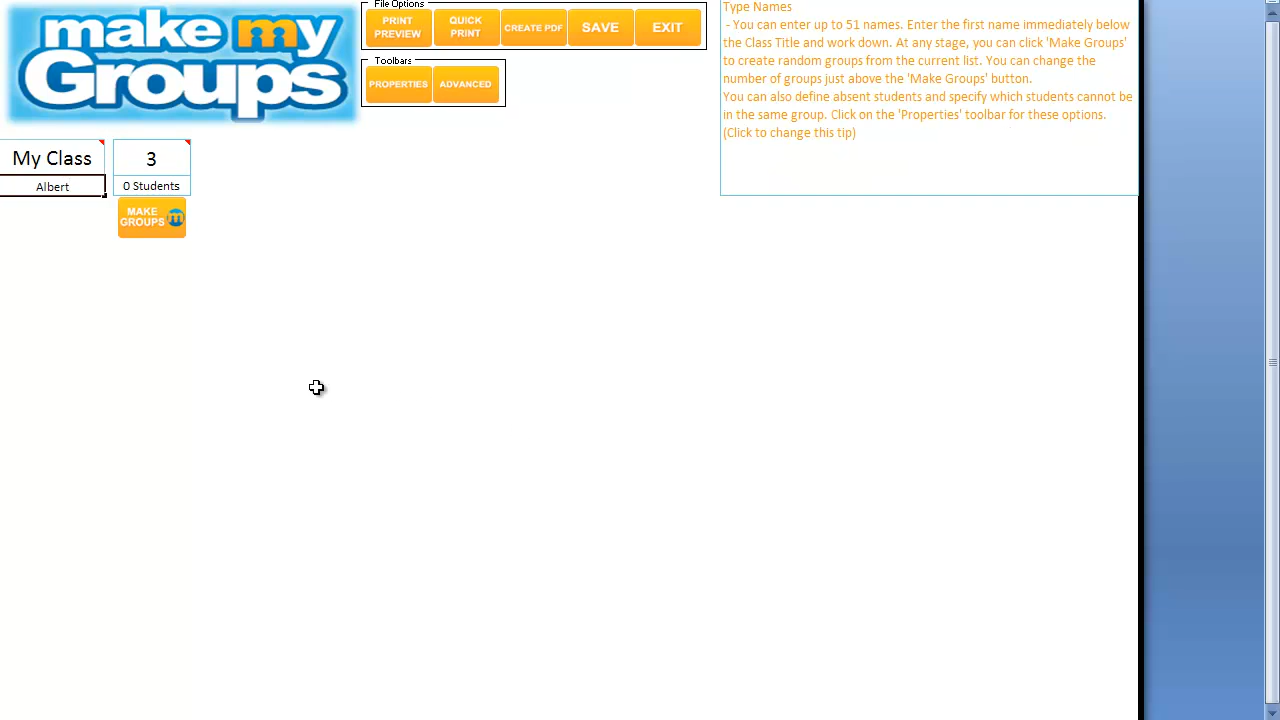 make my
Groups
File Options
PRINT
PREVIEW
QUICK
PRINT
CREATE PDF
SAVE
EXIT
Toolbars
PROPERTIES
ADVANCED
Type Names
- You can enter up to 51 names. Enter the first name immediately below
the Class Title and work down. At any stage, you can click 'Make Groups'
to create random groups from the current list. You can change the
number of groups just above the 'Make Groups' button.
You can also define absent students and specify which students cannot be
in the same group. Click on the 'Properties' toolbar for these options.
(Click to change this tip)
My Class
3
Albert
0 Students
MAKE
GROUPS m